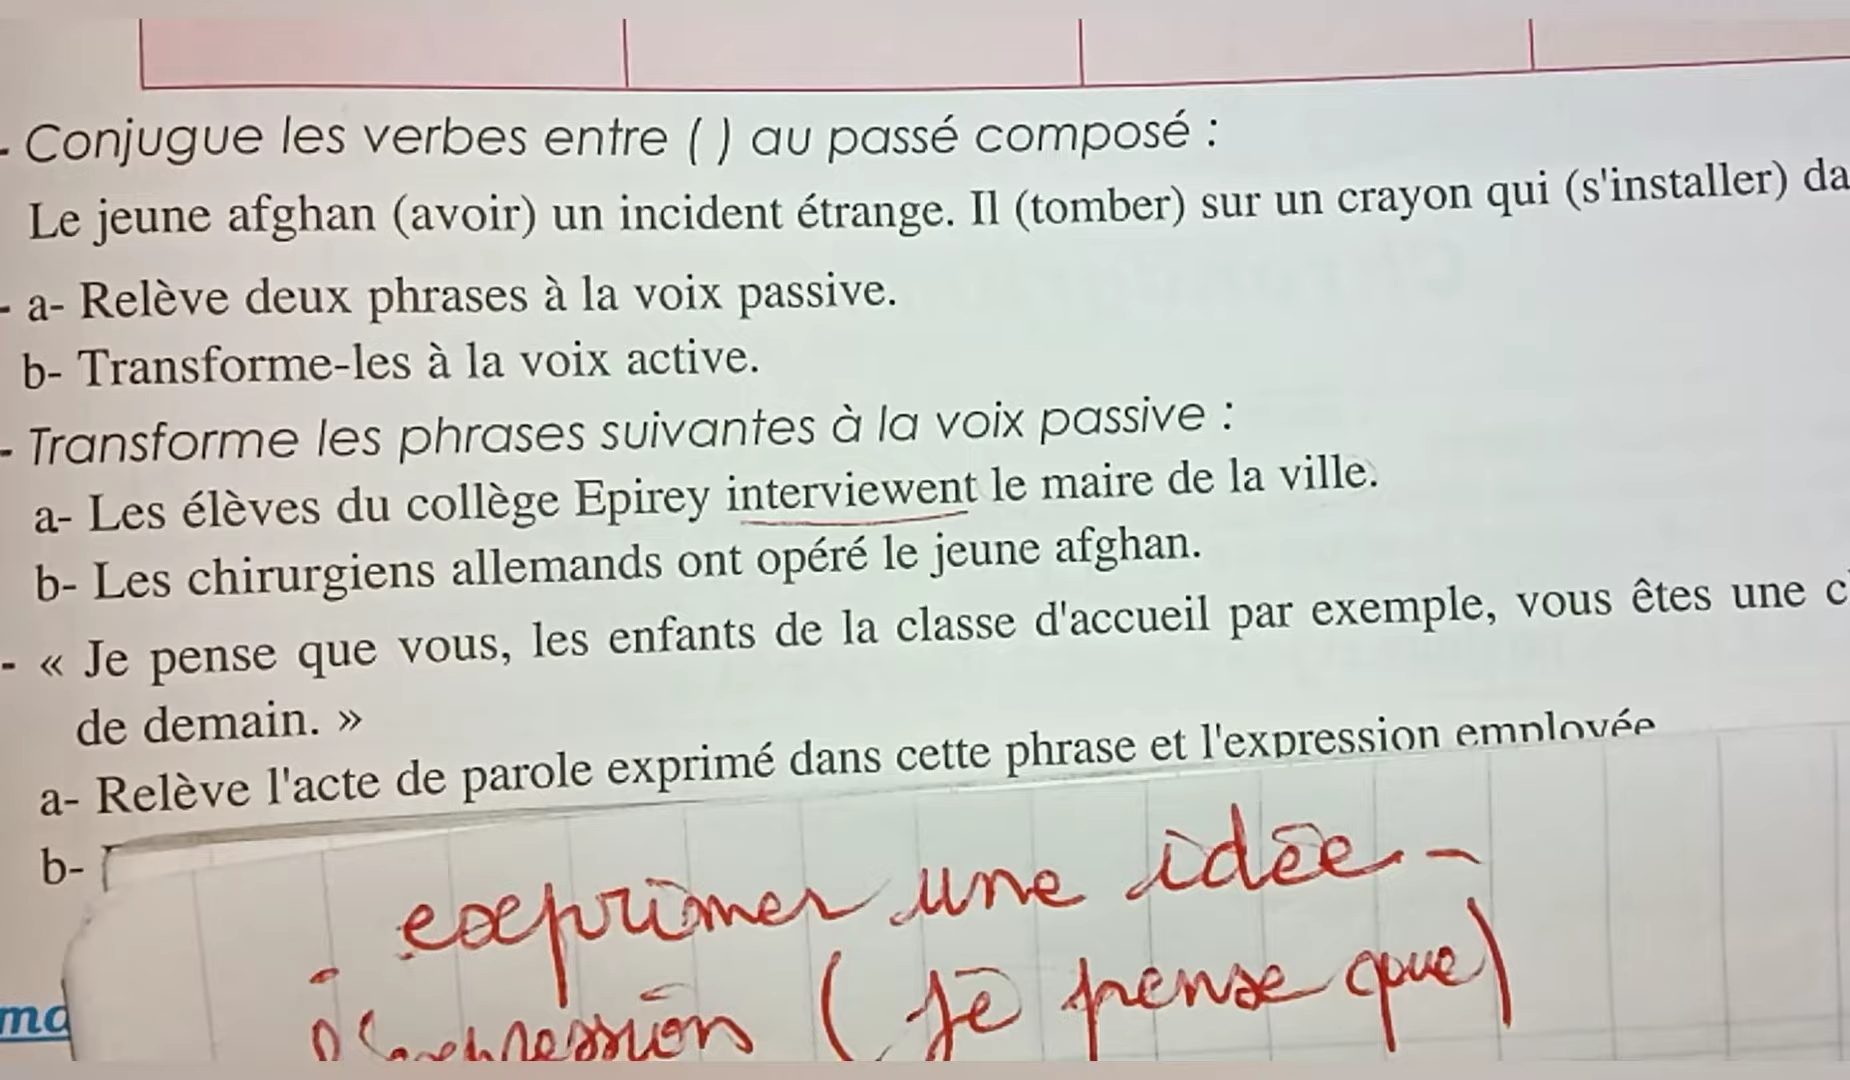 - Conjugue les verbes entre ( ) au passé composé :
Le jeune afghan (avoir) un incident étrange. Il (tomber) sur un crayon qui (s'installer) da
- a- Relève deux phrases à la voix passive.
b- Transforme-les à la voix active.
- Transforme les phrases suivantes à la voix passive :
a- Les élèves du collège Epirey interviewent le maire de la ville.
b- Les chirurgiens allemands ont opéré le jeune afghan.
- « Je pense que vous, les enfants de la classe d'accueil par exemple, vous êtes une c
de demain. »
a- Relève l'acte de parole exprimé dans cette phrase et l'expression employée
b-
exprimer une idée -
(je pense que)